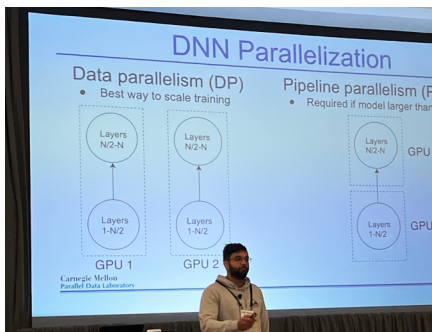 DNN Parallelization
Data parallelism (DP)
Best way to scale training
Layers
N/2-N
Layers
1-N/2
GPU 1
Layers
N/2-N
Layers
1-N/2
GPU 2
Pipeline parallelism (P
Required if model larger than
Layers
N/2-N
GPU
Layers
1-N/2
GPU
Carnegie Mellon
Parallel Data Laboratory